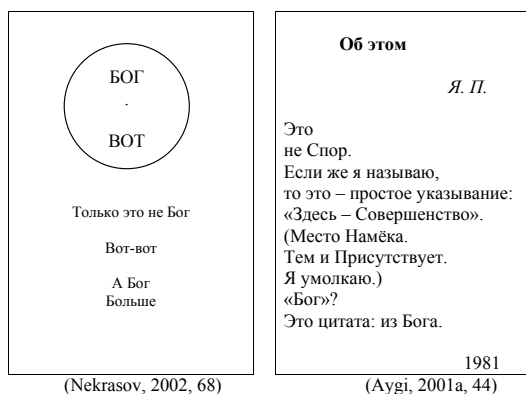 БОГ
.
ВОТ
Только это не Бог
Вот-вот
А Бог
Больше
(Nekrasov, 2002, 68)
Об этом
Я. П.
Это
не Спор.
Если же я называю,
то это – простое указывание:
«Здесь – Совершенство».
(Место Намёка.
Тем и Присутствует.
Я умолкаю.)
«Бог»?
Это цитата: из Бога.
1981
(Aygi, 2001a, 44)